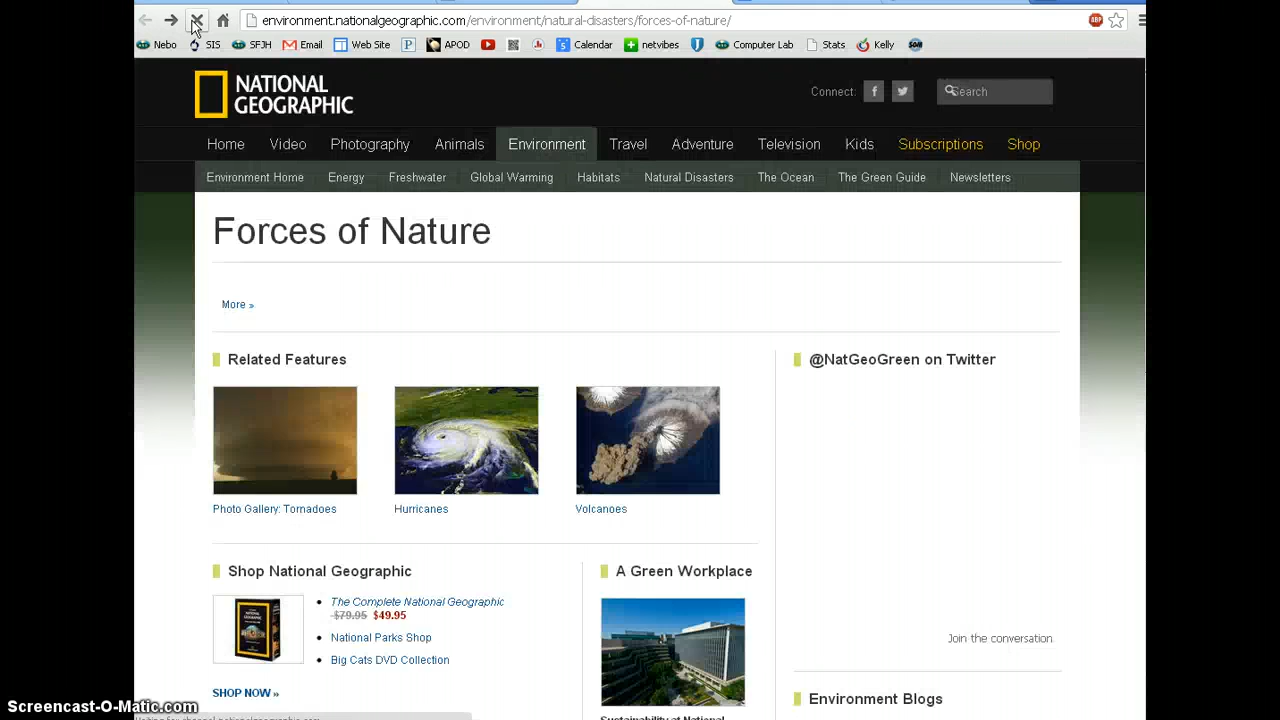 environment.nationalgeographic.com/environment/natural-disasters/forces-of-nature/
ABP
Nebo SIS SFJH Email Web Site APOD Calendar netvibes Computer Lab Stats Kelly
NATIONAL GEOGRAPHIC
Connect: Search
Home Video Photography Animals Environment Travel Adventure Television Kids Subscriptions Shop
Environment Home Energy Freshwater Global Warming Habitats Natural Disasters The Ocean The Green Guide Newsletters
Forces of Nature
More »
Related Features
@NatGeoGreen on Twitter
Photo Gallery: Tornadoes Hurricanes Volcanoes
Shop National Geographic
A Green Workplace
The Complete National Geographic
$79.95 $49.95
National Parks Shop
Big Cats DVD Collection
SHOP NOW »
Join the conversation
Environment Blogs
Sustainability at National
Screencast-O-Matic.com